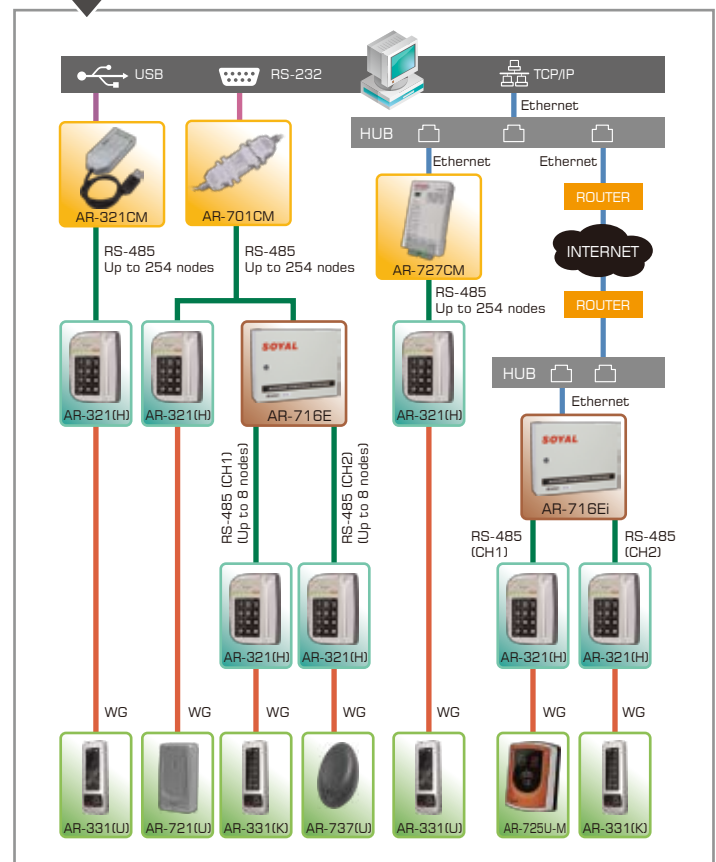 USB
RS-232
TCP/IP
Ethernet
HUB
Ethernet
Ethernet
AR-321CM
AR-701CM
AR-727CM
ROUTER
INTERNET
ROUTER
RS-485
Up to 254 nodes
RS-485
Up to 254 nodes
RS-485
Up to 254 nodes
AR-321(H)
AR-321(H)
SOYAL
AR-716E
AR-321(H)
HUB
Ethernet
SOYAL
AR-716Ei
RS-485 (CH1)
(Up to 8 nodes)
RS-485 (CH2)
(Up to 8 nodes)
RS-485
(CH1)
RS-485
(CH2)
AR-321(H)
AR-321(H)
AR-321(H)
AR-321(H)
WG
WG
WG
WG
WG
WG
WG
AR-331(U)
AR-721(U)
AR-331(K)
AR-737(U)
AR-331(U)
AR-725U-M
AR-331(K)